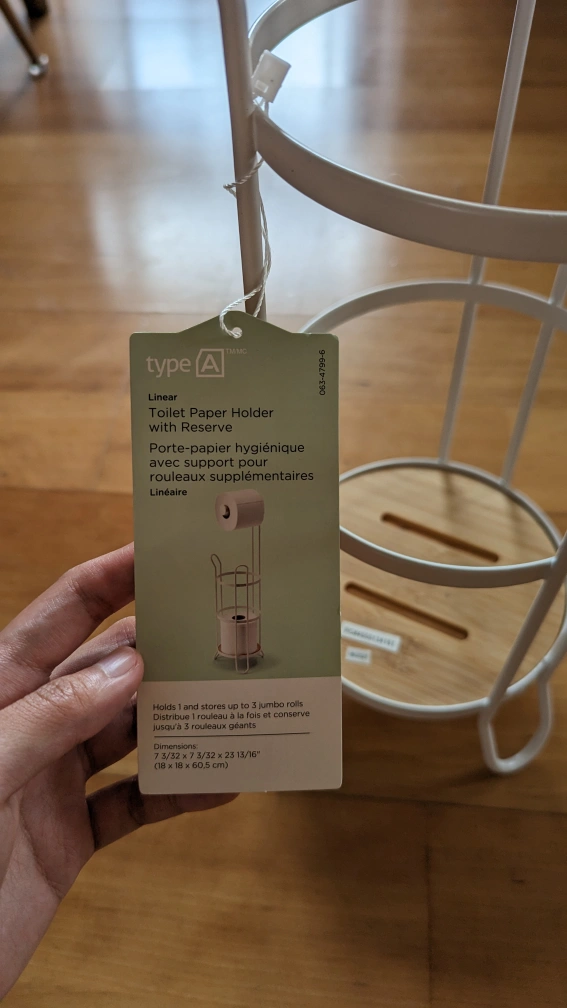 type A TM/MC
063-4799-6
Linear
Toilet Paper Holder
with Reserve
Porte-papier hygiénique
avec support pour
rouleaux supplémentaires
Linéaire
Holds 1 and stores up to 3 jumbo rolls
Distribue 1 rouleau à la fois et conserve
jusqu'à 3 rouleaux géants
Dimensions:
7 3/32 x 7 3/32 x 23 13/16"
(18 x 18 x 60,5 cm)